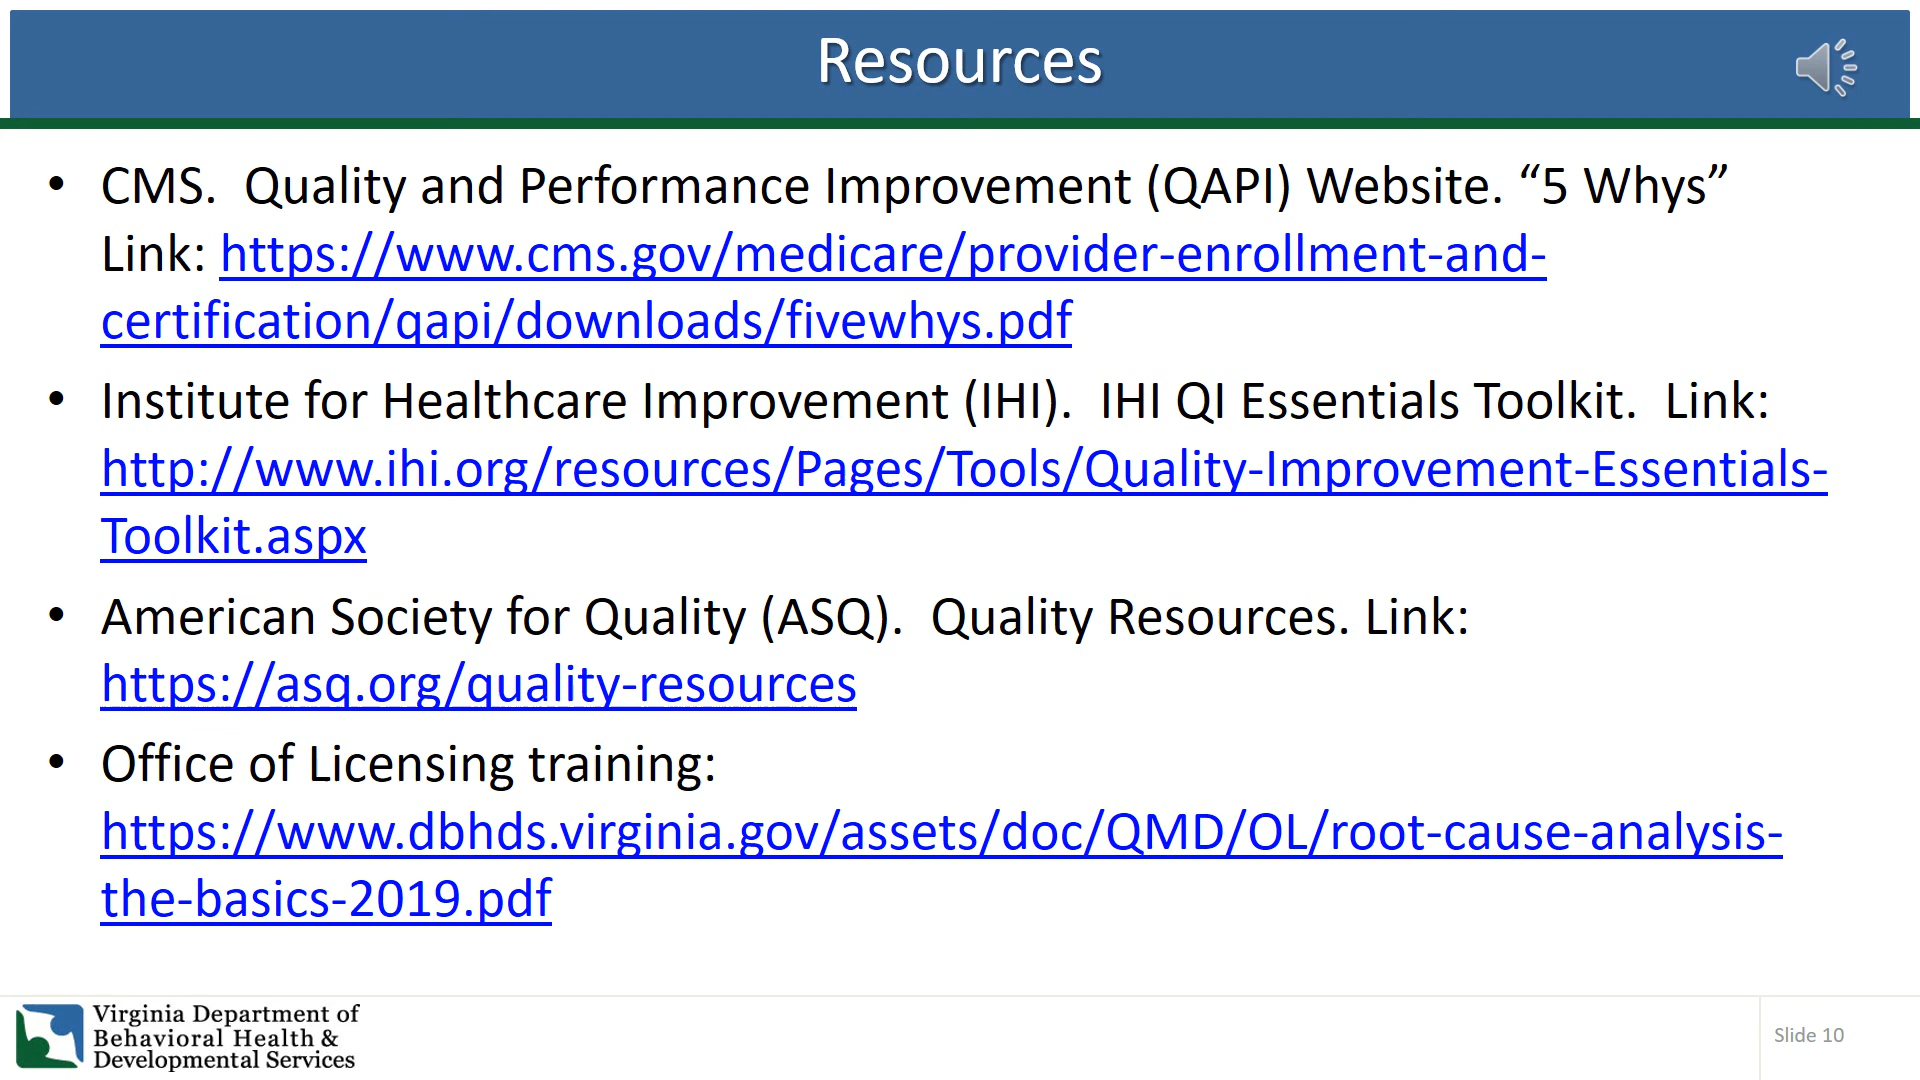 Resources
• CMS.  Quality and Performance Improvement (QAPI) Website. “5 Whys”
Link: https://www.cms.gov/medicare/provider-enrollment-and-
certification/qapi/downloads/fivewhys.pdf
• Institute for Healthcare Improvement (IHI).  IHI QI Essentials Toolkit.  Link:
http://www.ihi.org/resources/Pages/Tools/Quality-Improvement-Essentials-
Toolkit.aspx
• American Society for Quality (ASQ).  Quality Resources. Link:
https://asq.org/quality-resources
• Office of Licensing training:
https://www.dbhds.virginia.gov/assets/doc/QMD/OL/root-cause-analysis-
the-basics-2019.pdf
Virginia Department of
Behavioral Health &
Developmental Services
Slide 10